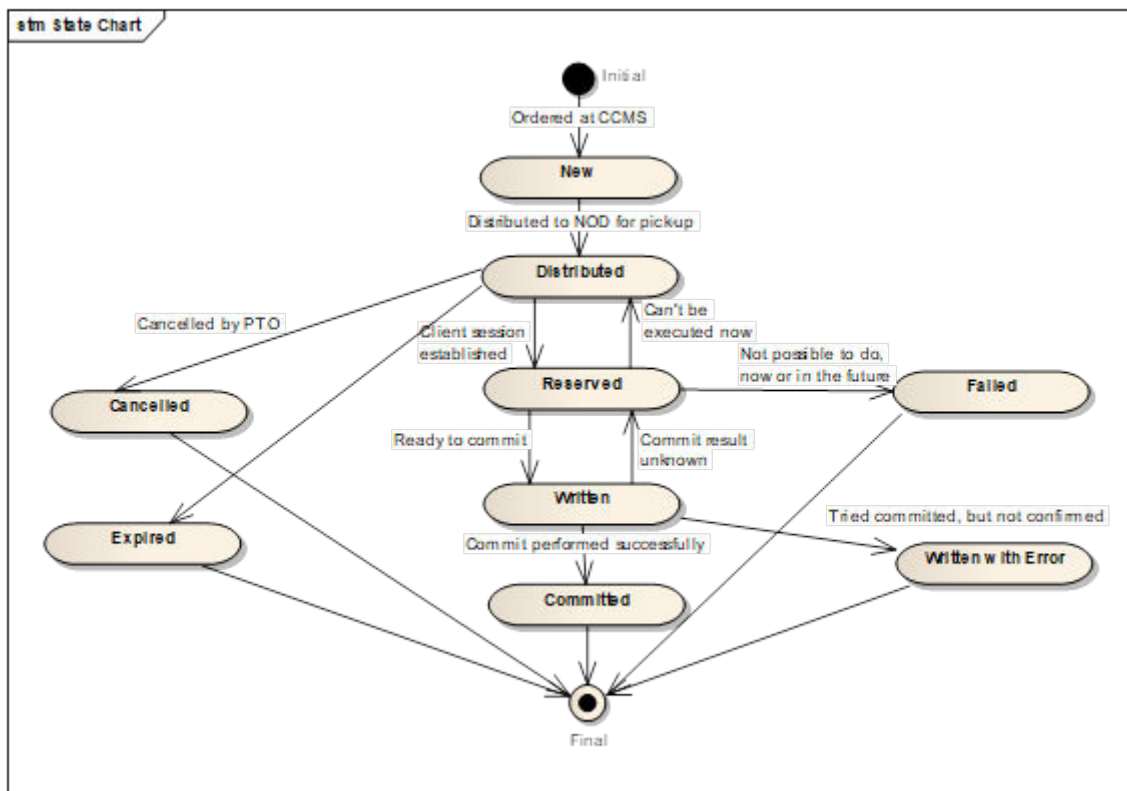 stm State Chart
Initial
Ordered at CCMS
New
Distributed to NOD for pickup
Distributed
Cancelled by PTO
Client session
established
Can't be
executed now
Not possible to do,
now or in the future
Reserved
Failed
Cancelled
Ready to commit
Commit result
unknown
Written
Tried committed, but not confirmed
Expired
Commit performed successfully
Written with Error
Committed
Final